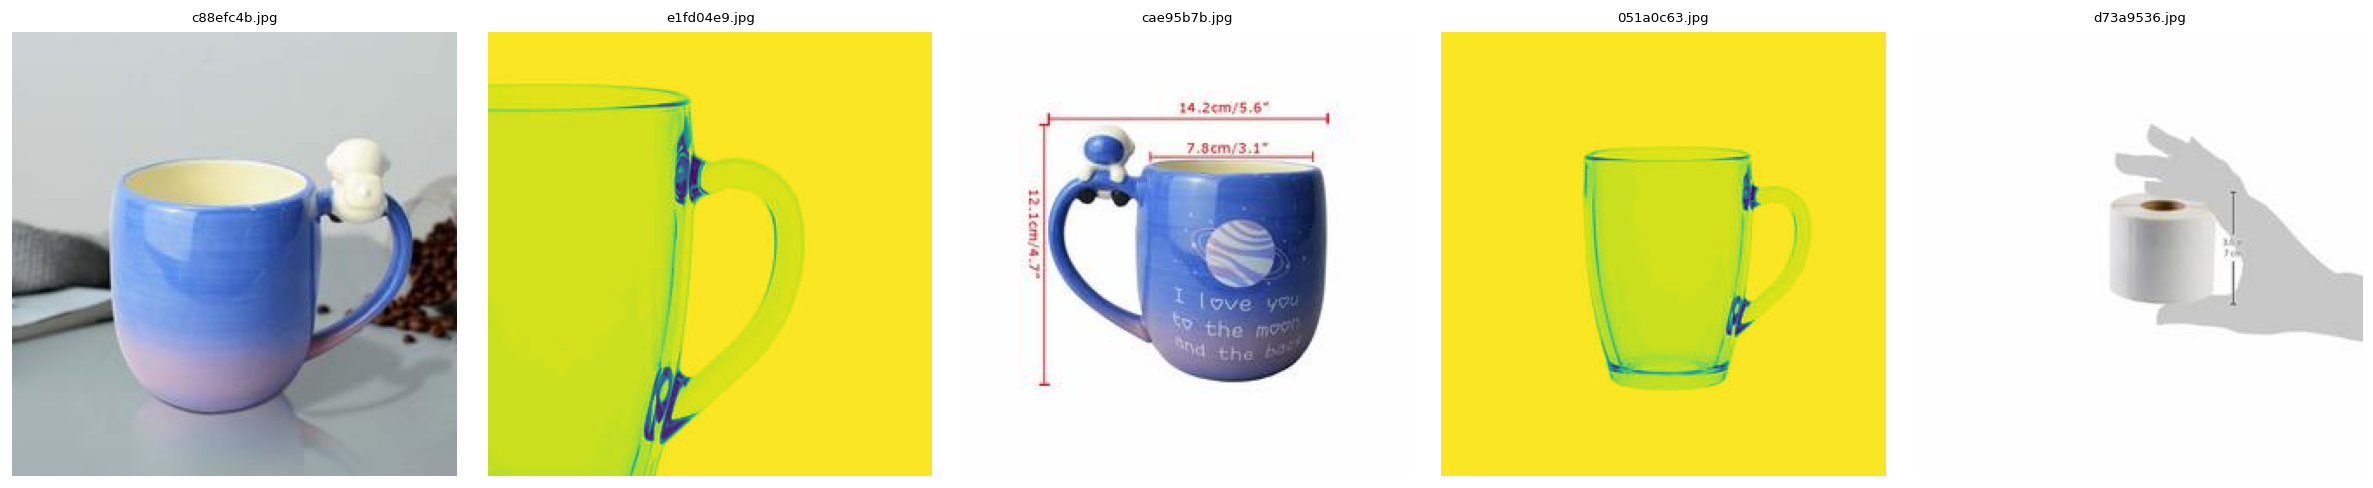 c88efc4b.jpg
e1fd04e9.jpg
cae95b7b.jpg
051a0c63.jpg
d73a9536.jpg
14.2cm/5.6"
7.8cm/3.1"
12.1cm/4.7"
I love you
to the moon
and the back